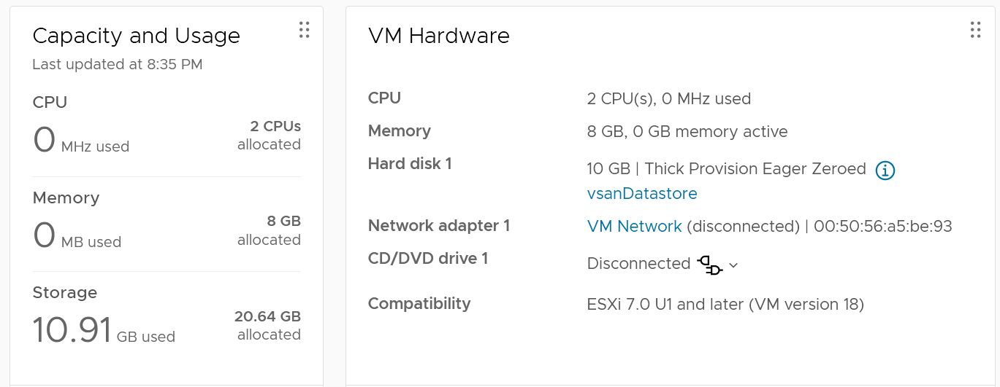 Capacity and Usage
Last updated at 8:35 PM
CPU
0 MHz used
2 CPUs
allocated
Memory
0 MB used
8 GB
allocated
Storage
10.91 GB used
20.64 GB
allocated
VM Hardware
CPU 2 CPU(s), 0 MHz used
Memory 8 GB, 0 GB memory active
Hard disk 1 10 GB | Thick Provision Eager Zeroed
vsanDatastore
Network adapter 1 VM Network (disconnected) | 00:50:56:a5:be:93
CD/DVD drive 1 Disconnected
Compatibility ESXi 7.0 U1 and later (VM version 18)